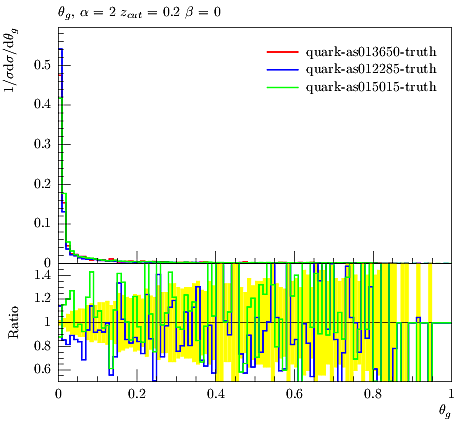 θg, α = 2 zcut = 0.2 β = 0
1/σdσ/dθg
quark-as013650-truth
quark-as012285-truth
quark-as015015-truth
0.5
0.4
0.3
0.2
0.1
0
Ratio
1.4
1.2
1
0.8
0.6
0 0.2 0.4 0.6 0.8 1
θg